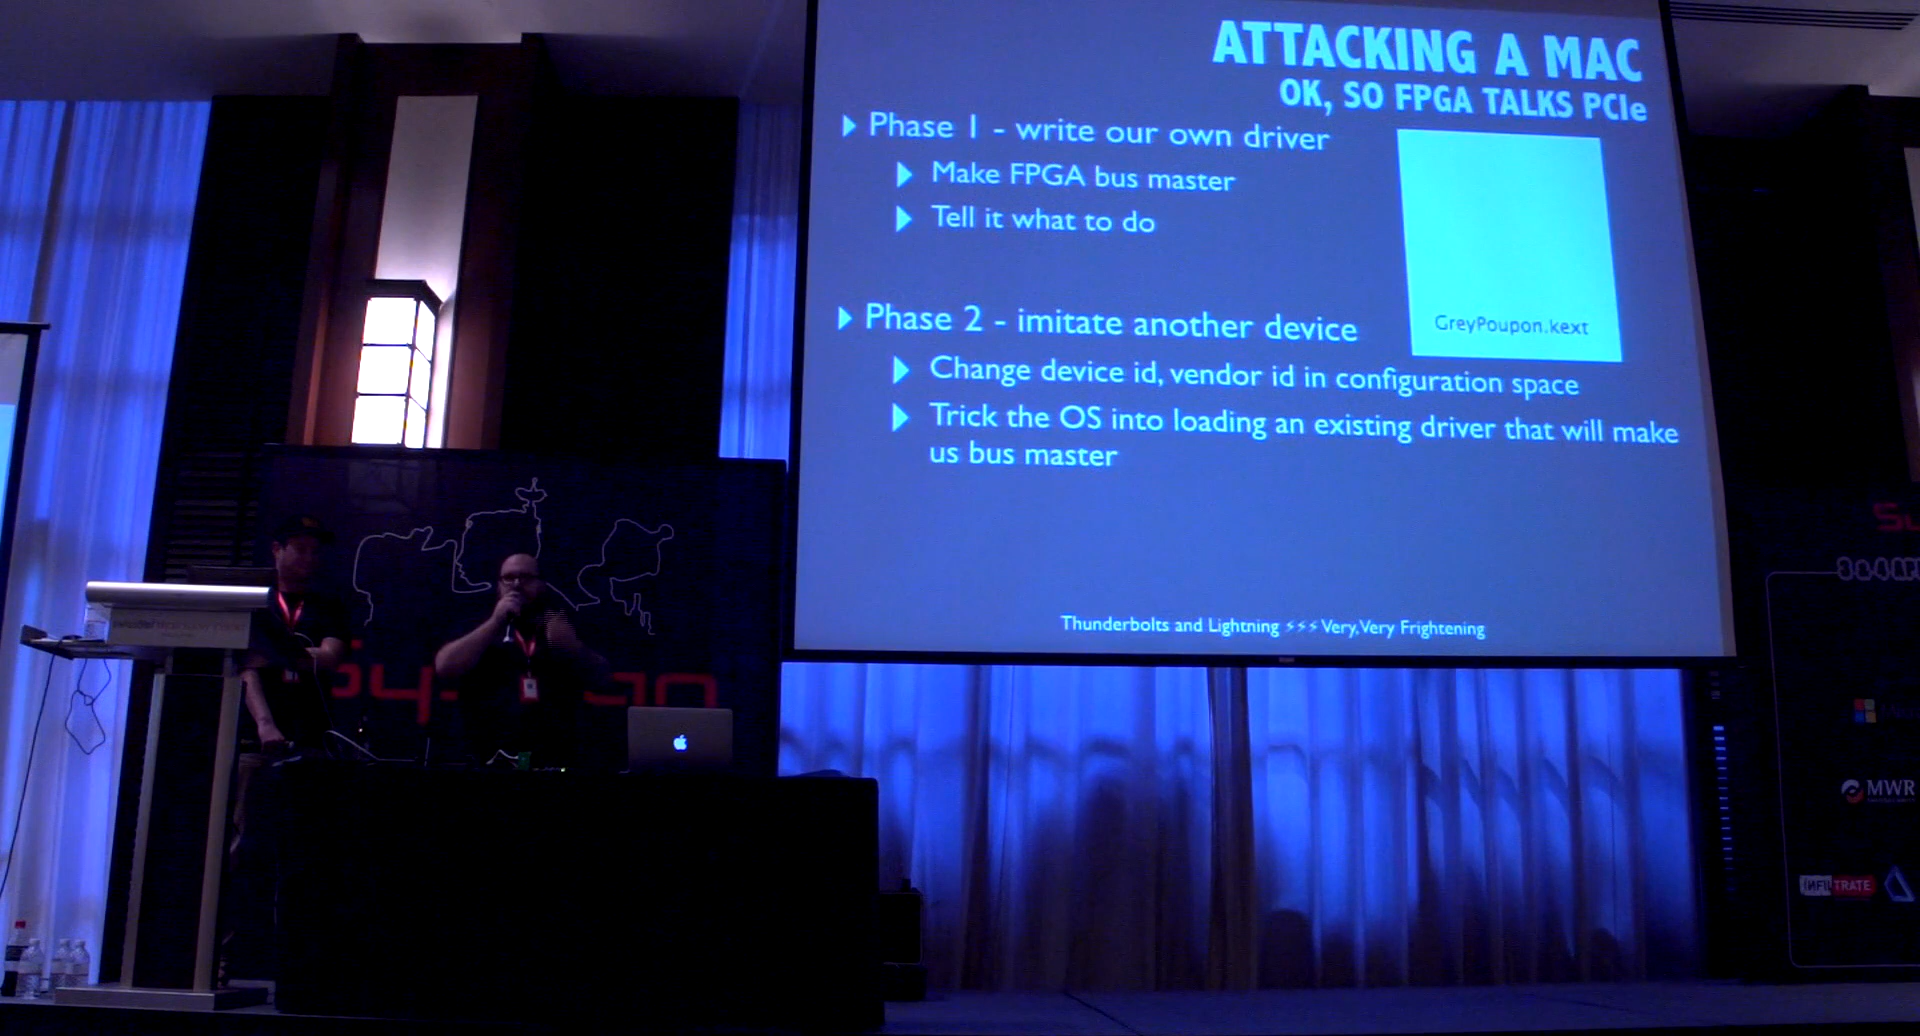 ATTACKING A MAC
OK, SO FPGA TALKS PCIe
Phase 1 - write our own driver
Make FPGA bus master
Tell it what to do
GreyPoupon.kext
Phase 2 - imitate another device
Change device id, vendor id in configuration space
Trick the OS into loading an existing driver that will make
us bus master
Thunderbolts and Lightning ⚡⚡⚡ Very, Very Frightening
MWR
INFILTRATE